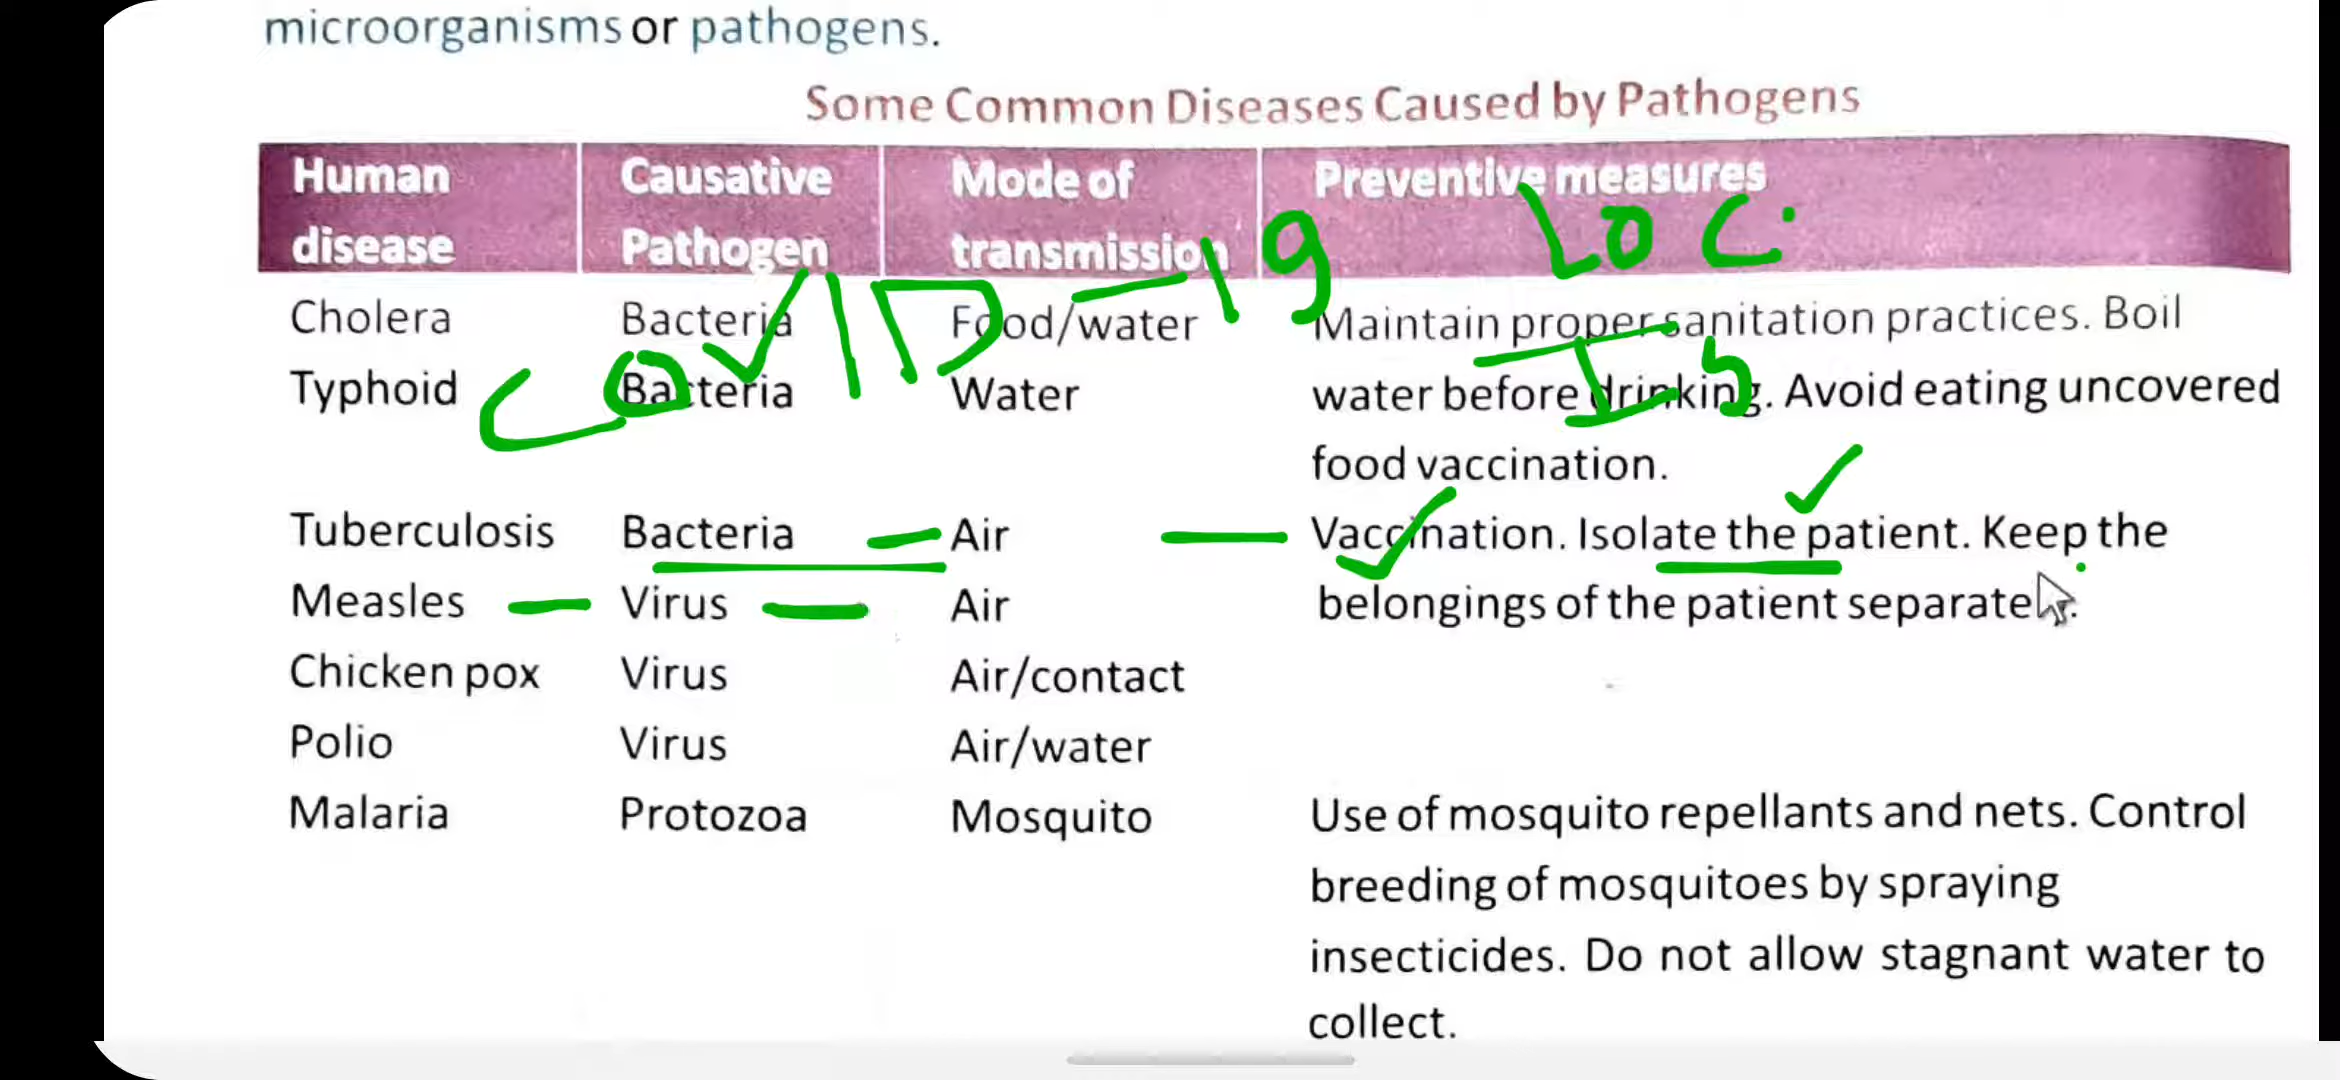 microorganisms or pathogens.
Some Common Diseases Caused by Pathogens
Human disease Causative Pathogen Mode of transmission Preventive measures
LOC.
COVID-19
Cholera Bacteria Food/water Maintain proper sanitation practices. Boil
Is
Typhoid Bacteria Water water before drinking. Avoid eating uncovered
food vaccination.
Tuberculosis Bacteria Air Vaccination. Isolate the patient. Keep the
Measles Virus Air belongings of the patient separate
Chicken pox Virus Air/contact
Polio Virus Air/water
Malaria Protozoa Mosquito Use of mosquito repellants and nets. Control
breeding of mosquitoes by spraying
insecticides. Do not allow stagnant water to
collect.